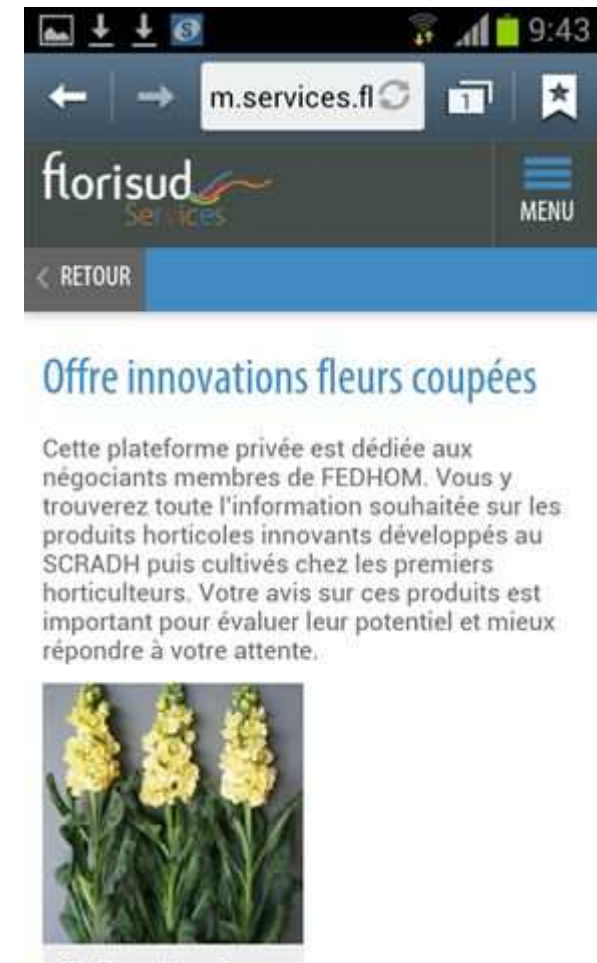 9:43
m.services.fl
1
florisud
Services
MENU
< RETOUR
Offre innovations fleurs coupées
Cette plateforme privée est dédiée aux
négociants membres de FEDHOM. Vous y
trouverez toute l'information souhaitée sur les
produits horticoles innovants développés au
SCRADH puis cultivés chez les premiers
horticulteurs. Votre avis sur ces produits est
important pour évaluer leur potentiel et mieux
répondre à votre attente.